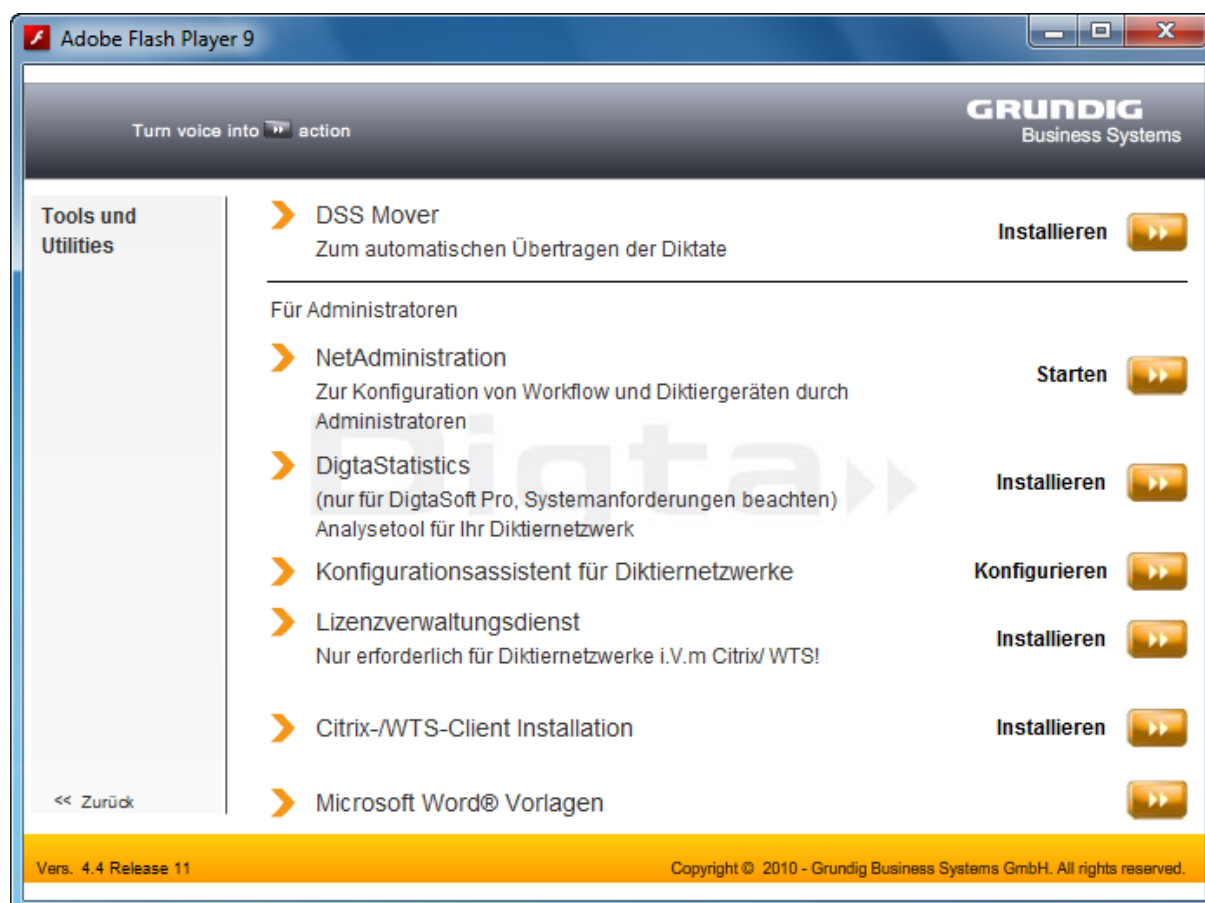 Adobe Flash Player 9
Turn voice into action
GRUNDIG
Business Systems
Tools und
Utilities
DSS Mover
Zum automatischen Übertragen der Diktate
Installieren
Für Administratoren
NetAdministration
Zur Konfiguration von Workflow und Diktiergeräten durch
Administratoren
Starten
Digta
DigtaStatistics
(nur für DigtaSoft Pro, Systemanforderungen beachten)
Analysetool für Ihr Diktiernetzwerk
Installieren
Konfigurationsassistent für Diktiernetzwerke
Konfigurieren
Lizenzverwaltungsdienst
Nur erforderlich für Diktiernetzwerke i.V.m Citrix/ WTS!
Installieren
Citrix-/WTS-Client Installation
Installieren
<< Zurück
Microsoft Word® Vorlagen
Vers. 4.4 Release 11
Copyright © 2010 - Grundig Business Systems GmbH. All rights reserved.